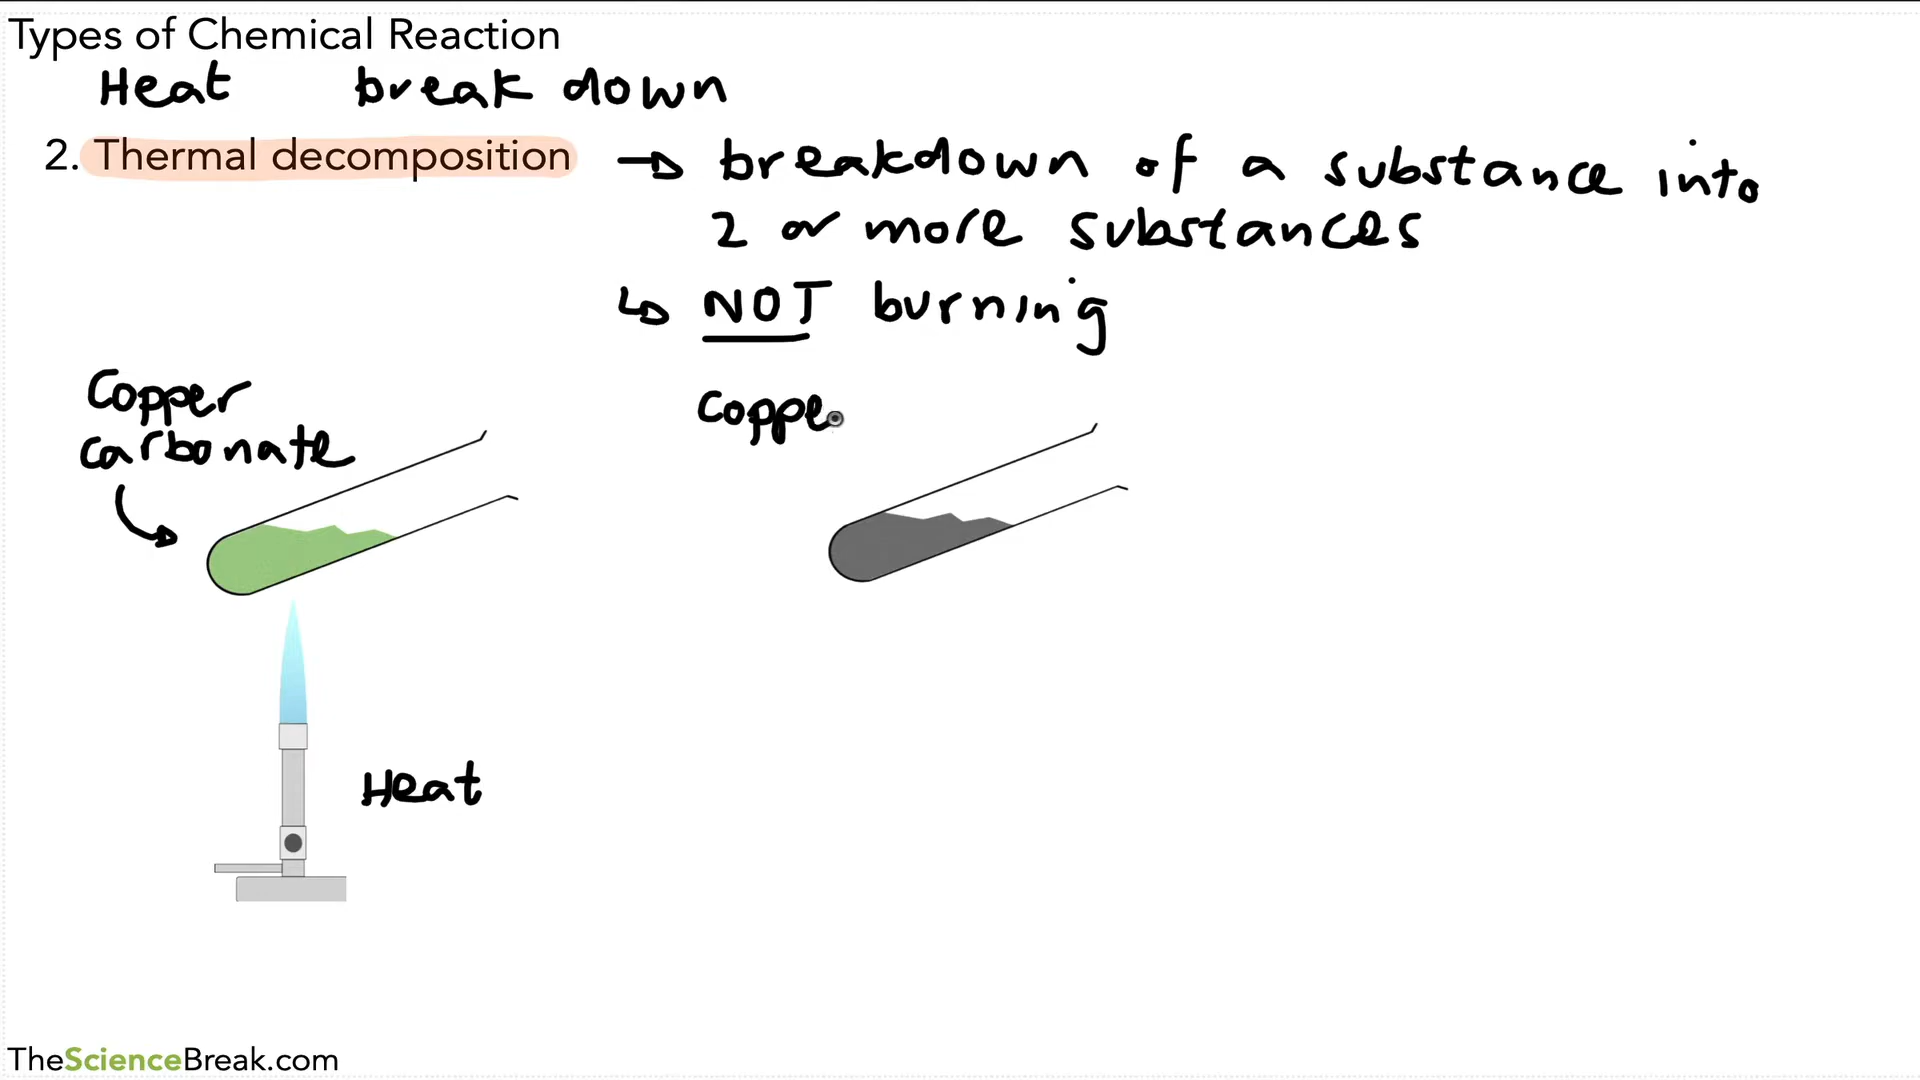 Types of Chemical Reaction
Heat break down
2. Thermal decomposition → breakdown of a substance into
2 or more substances
↳ NOT burning
Copper
carbonate
Coppe
Heat
TheScienceBreak.com